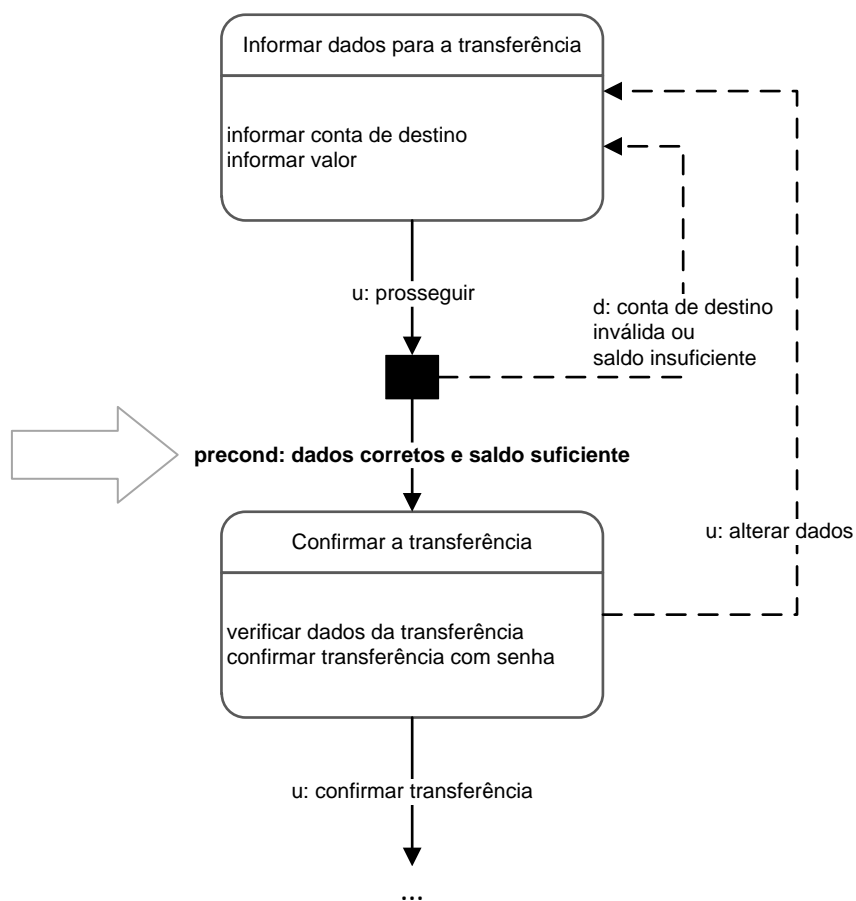 Informar dados para a transferência
informar conta de destino
informar valor
u: prosseguir
d: conta de destino
inválida ou
saldo insuficiente
precond: dados corretos e saldo suficiente
Confirmar a transferência
u: alterar dados
verificar dados da transferência
confirmar transferência com senha
u: confirmar transferência
...